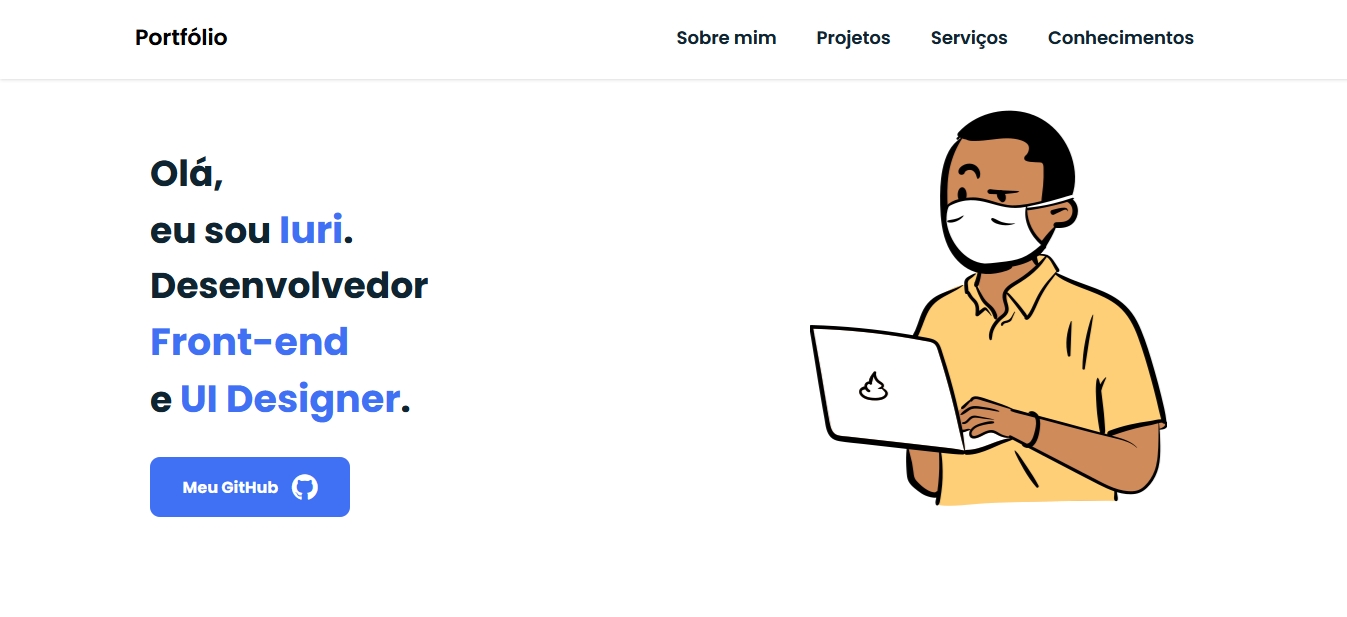 Portfólio
Sobre mim Projetos Serviços Conhecimentos
Olá,
eu sou Iuri.
Desenvolvedor
Front-end
e UI Designer.
Meu GitHub